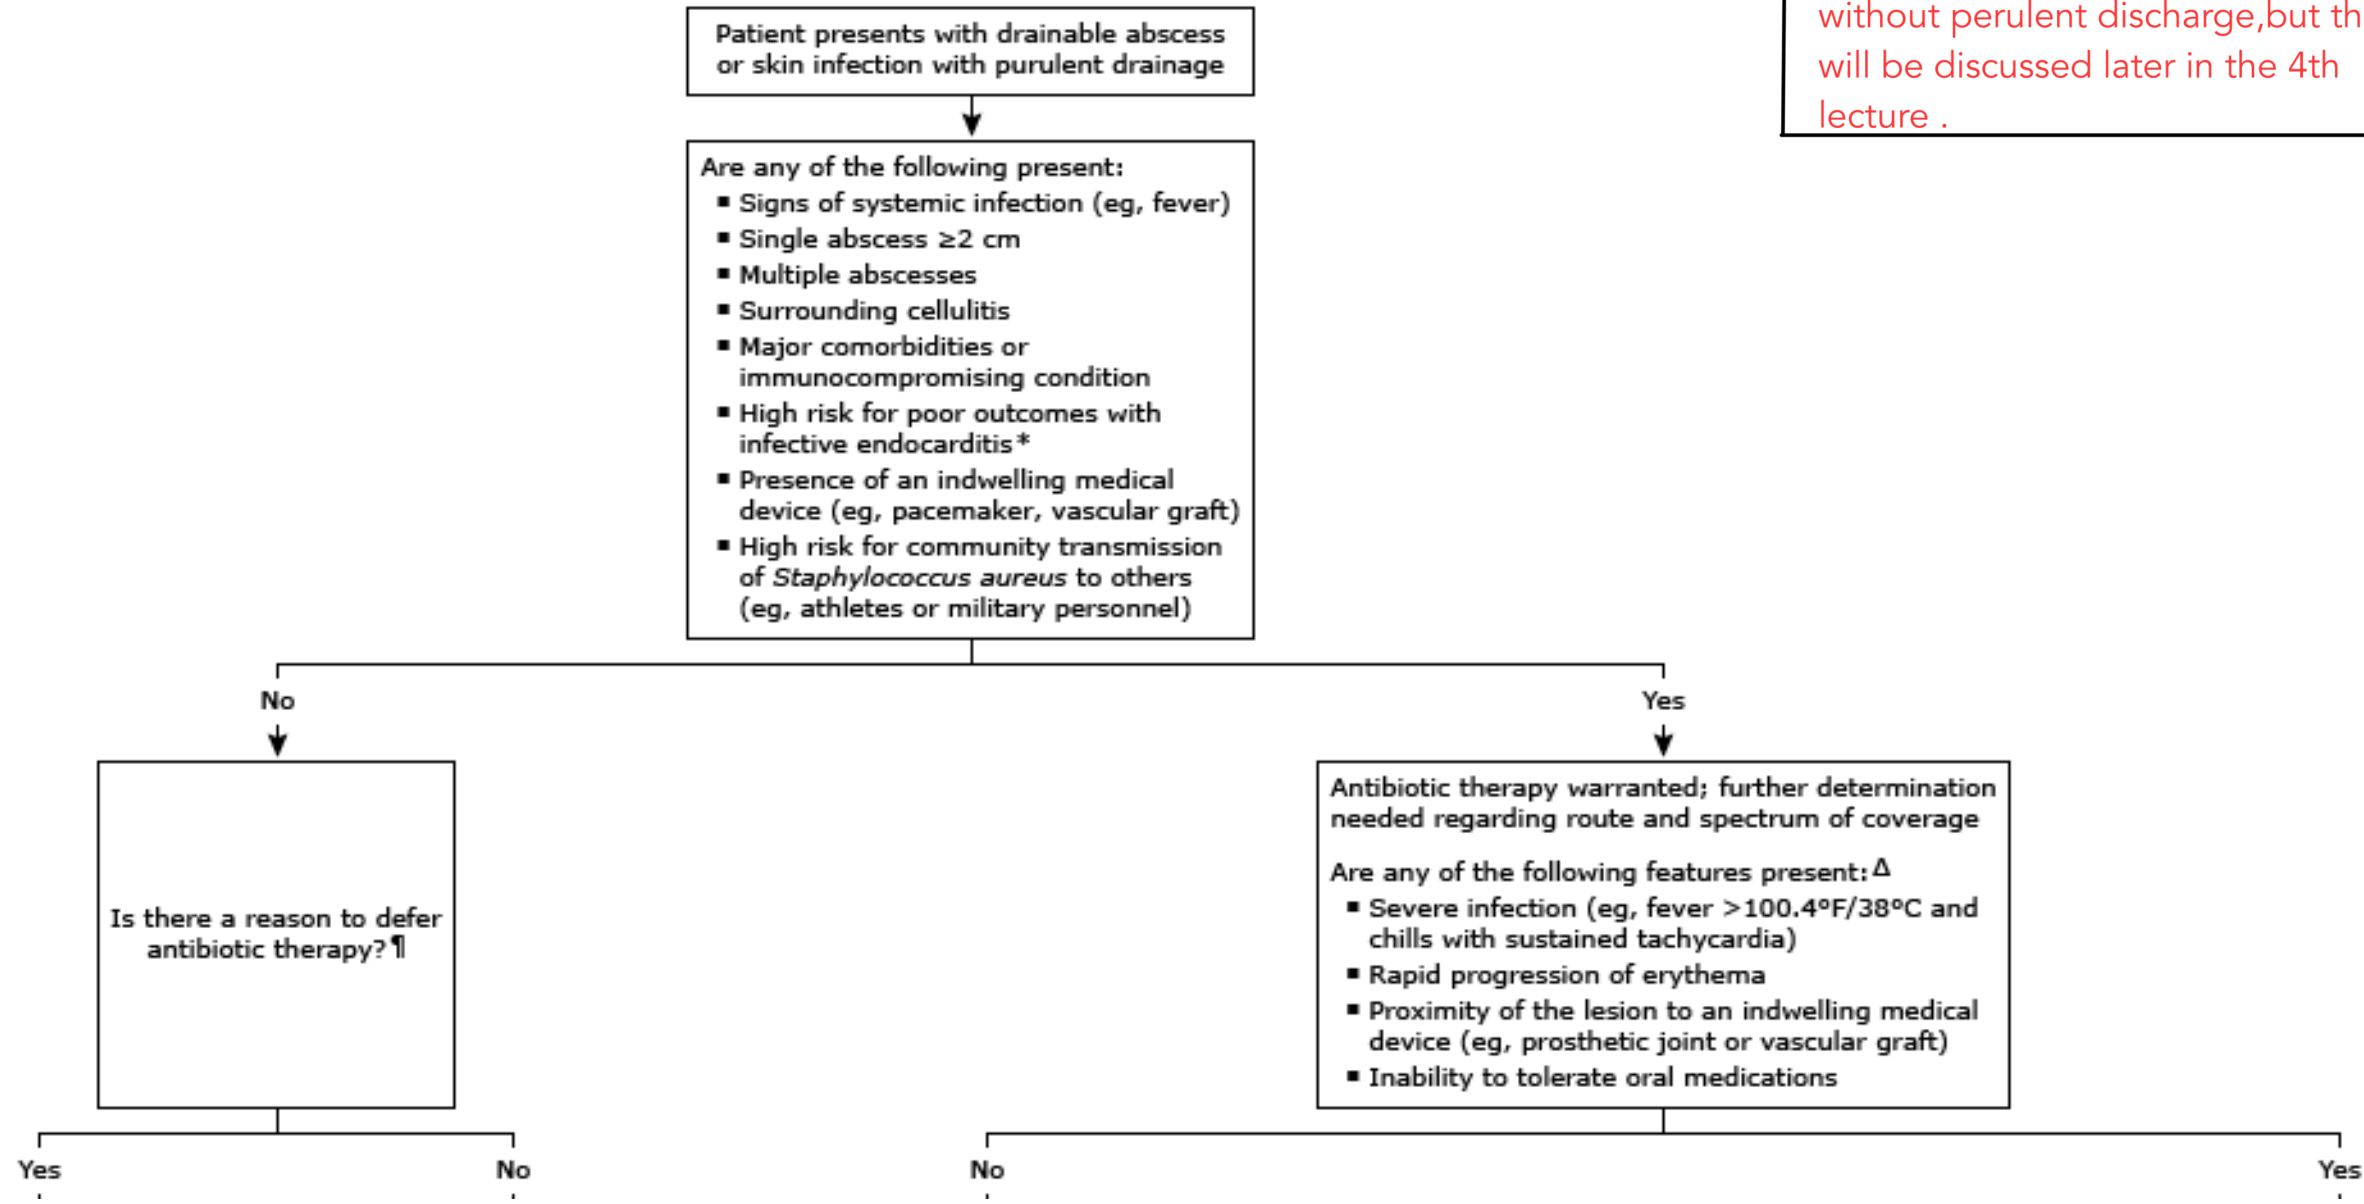 without perulent discharge,but th
will be discussed later in the 4th
lecture .
Patient presents with drainable abscess
or skin infection with purulent drainage
Are any of the following present:
▪ Signs of systemic infection (eg, fever)
▪ Single abscess ≥2 cm
▪ Multiple abscesses
▪ Surrounding cellulitis
▪ Major comorbidities or
immunocompromising condition
▪ High risk for poor outcomes with
infective endocarditis*
▪ Presence of an indwelling medical
device (eg, pacemaker, vascular graft)
▪ High risk for community transmission
of Staphylococcus aureus to others
(eg, athletes or military personnel)
No
Yes
Is there a reason to defer
antibiotic therapy?¶
Antibiotic therapy warranted; further determination
needed regarding route and spectrum of coverage
Are any of the following features present:Δ
▪ Severe infection (eg, fever >100.4°F/38°C and
chills with sustained tachycardia)
▪ Rapid progression of erythema
▪ Proximity of the lesion to an indwelling medical
device (eg, prosthetic joint or vascular graft)
▪ Inability to tolerate oral medications
Yes
No
No
Yes